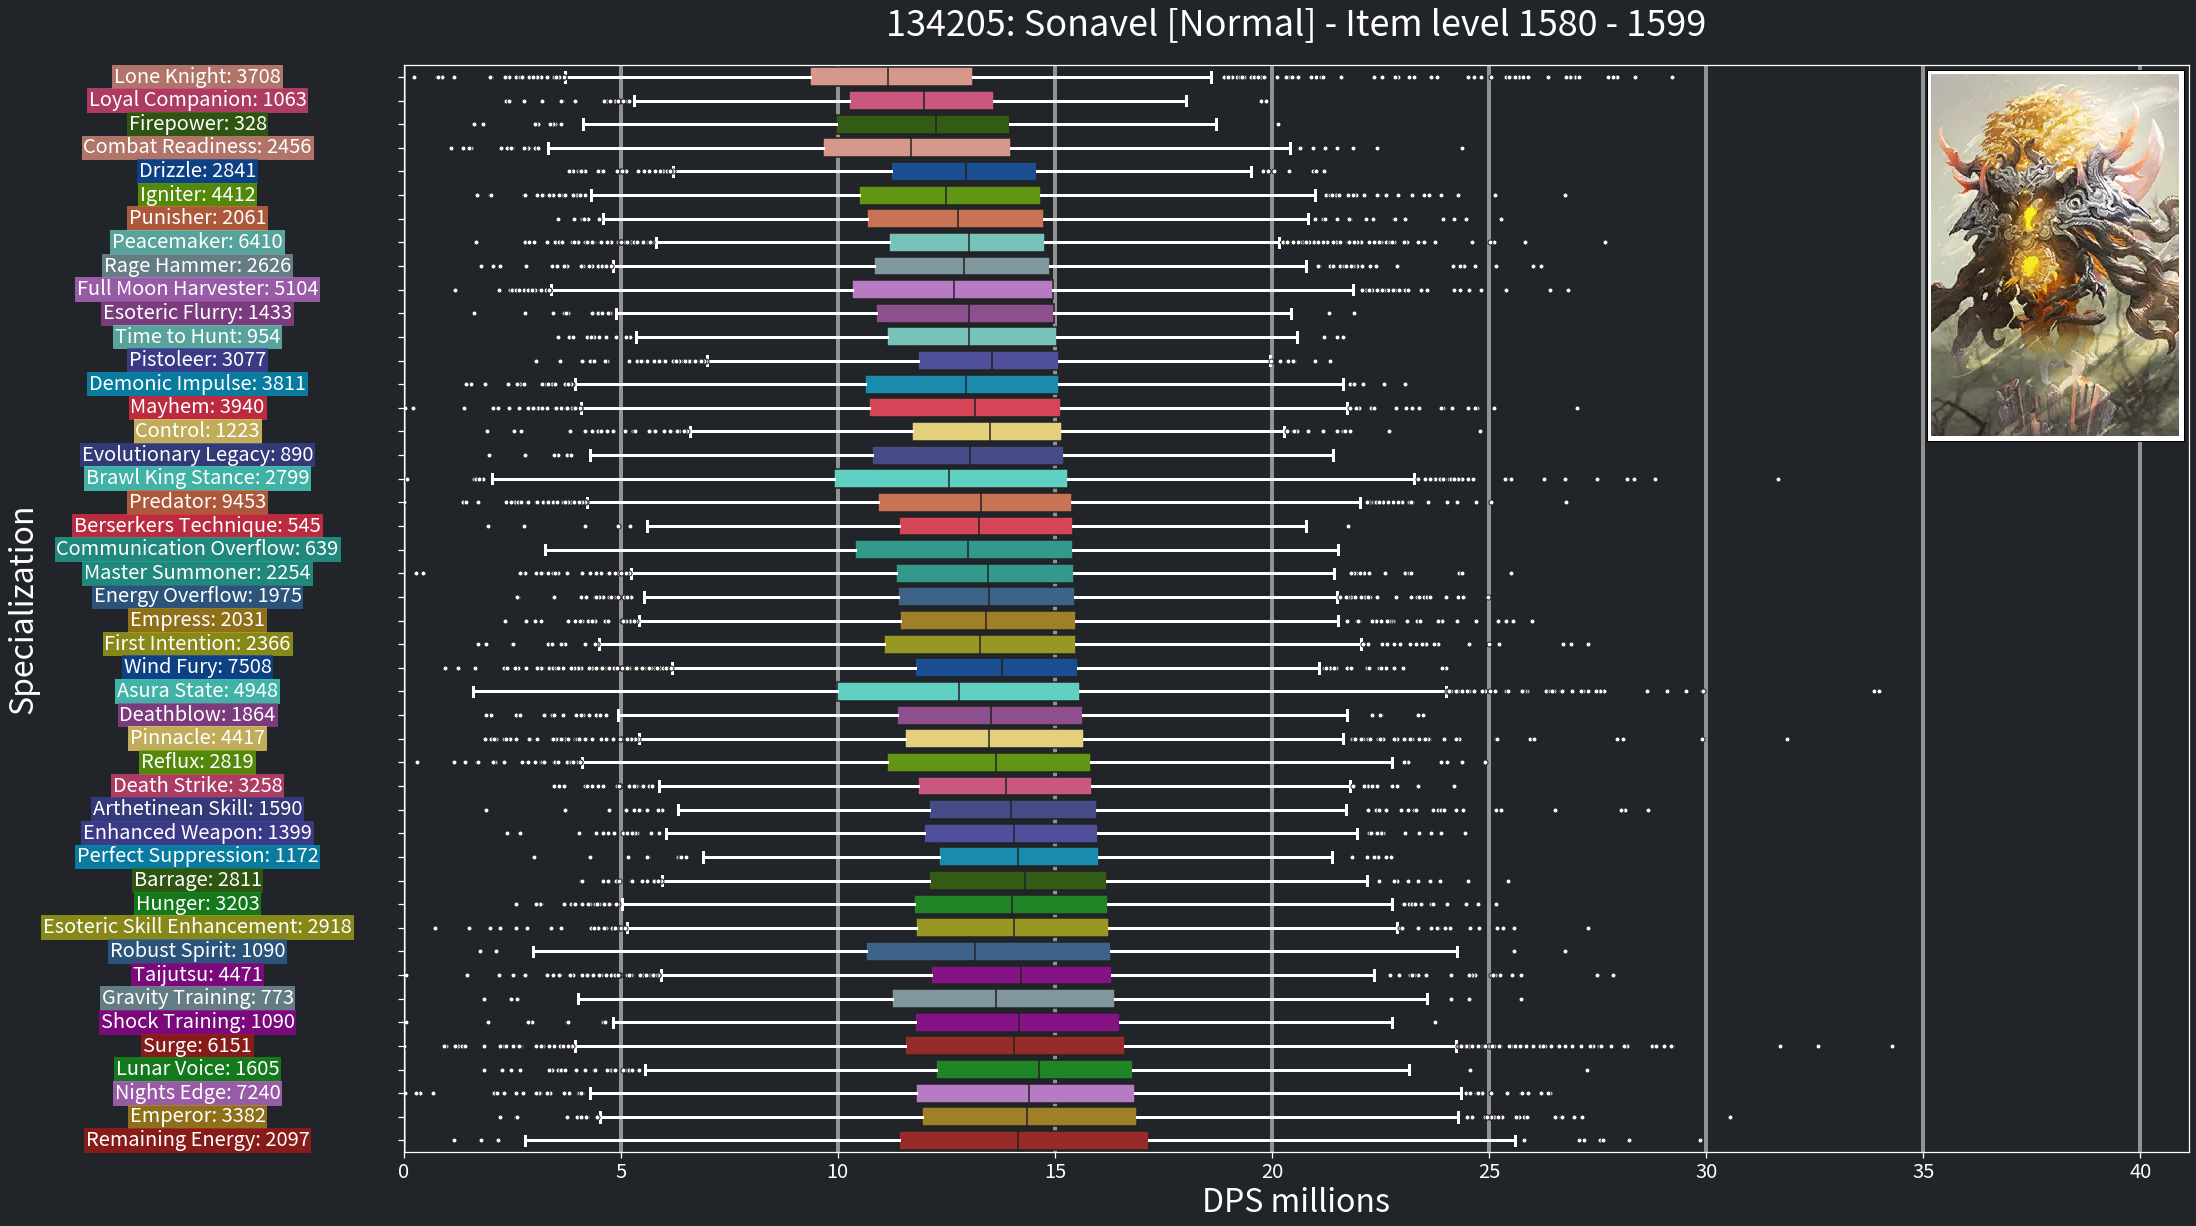 134205: Sonavel [Normal] - Item level 1580 - 1599
Specialization
Lone Knight: 3708
Loyal Companion: 1063
Firepower: 328
Combat Readiness: 2456
Drizzle: 2841
Igniter: 4412
Punisher: 2061
Peacemaker: 6410
Rage Hammer: 2626
Full Moon Harvester: 5104
Esoteric Flurry: 1433
Time to Hunt: 954
Pistoleer: 3077
Demonic Impulse: 3811
Mayhem: 3940
Control: 1223
Evolutionary Legacy: 890
Brawl King Stance: 2799
Predator: 9453
Berserkers Technique: 545
Communication Overflow: 639
Master Summoner: 2254
Energy Overflow: 1975
Empress: 2031
First Intention: 2366
Wind Fury: 7508
Asura State: 4948
Deathblow: 1864
Pinnacle: 4417
Reflux: 2819
Death Strike: 3258
Arthetinean Skill: 1590
Enhanced Weapon: 1399
Perfect Suppression: 1172
Barrage: 2811
Hunger: 3203
Esoteric Skill Enhancement: 2918
Robust Spirit: 1090
Taijutsu: 4471
Gravity Training: 773
Shock Training: 1090
Surge: 6151
Lunar Voice: 1605
Nights Edge: 7240
Emperor: 3382
Remaining Energy: 2097
0 5 10 15 20 25 30 35 40
DPS millions